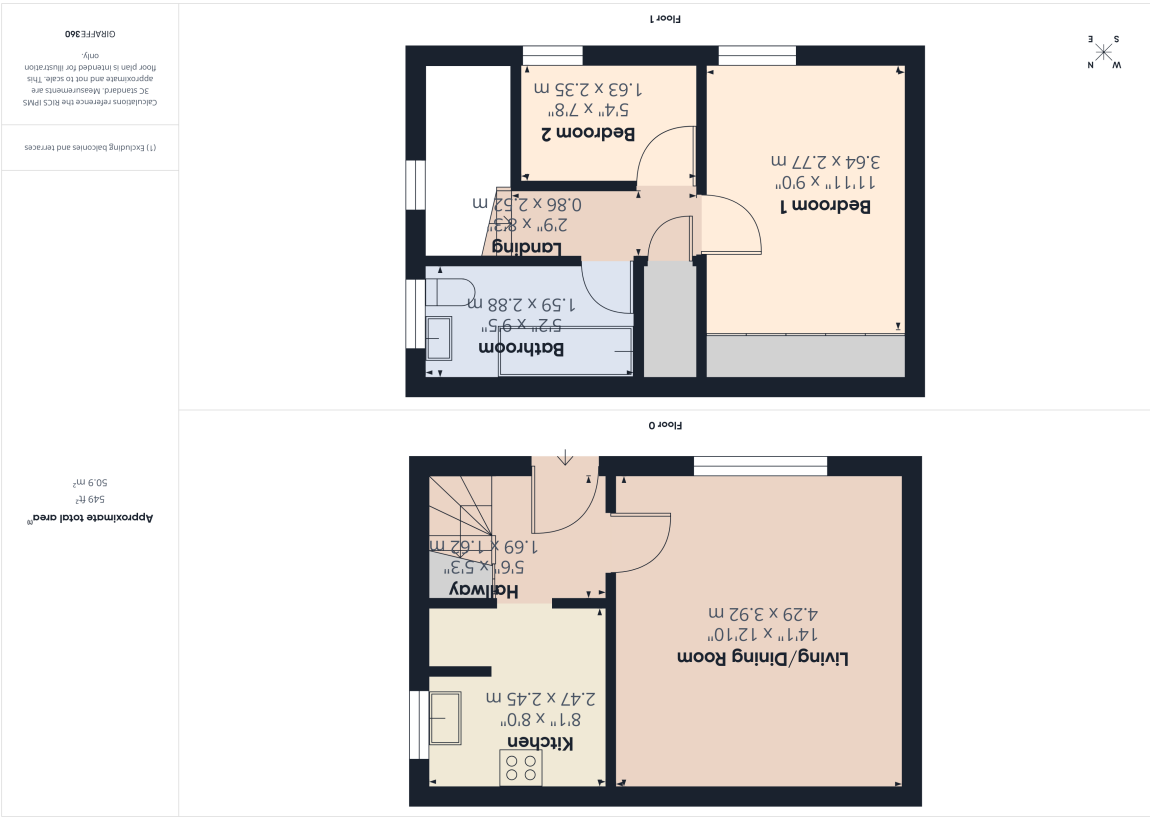 Kitchen
8'1" x 8'0"
2.47 x 2.45 m
Living/Dining Room
14'1" x 12'10"
4.29 x 3.92 m
Hallway
5'6" x 5'3"
1.69 x 1.62 m
Floor 0
Bathroom
5'2" x 9'5"
1.59 x 2.88 m
Landing
2'9" x 8'3"
0.86 x 2.52 m
Bedroom 1
11'11" x 9'0"
3.64 x 2.77 m
Bedroom 2
5'4" x 7'8"
1.63 x 2.35 m
Floor 1
W N
S E
Approximate total area⁽¹⁾
549 ft²
50.9 m²
(1) Excluding balconies and terraces
Calculations reference the RICS IPMS
3C standard. Measurements are
approximate and not to scale. This
floor plan is intended for illustration
only.
GIRAFFE360